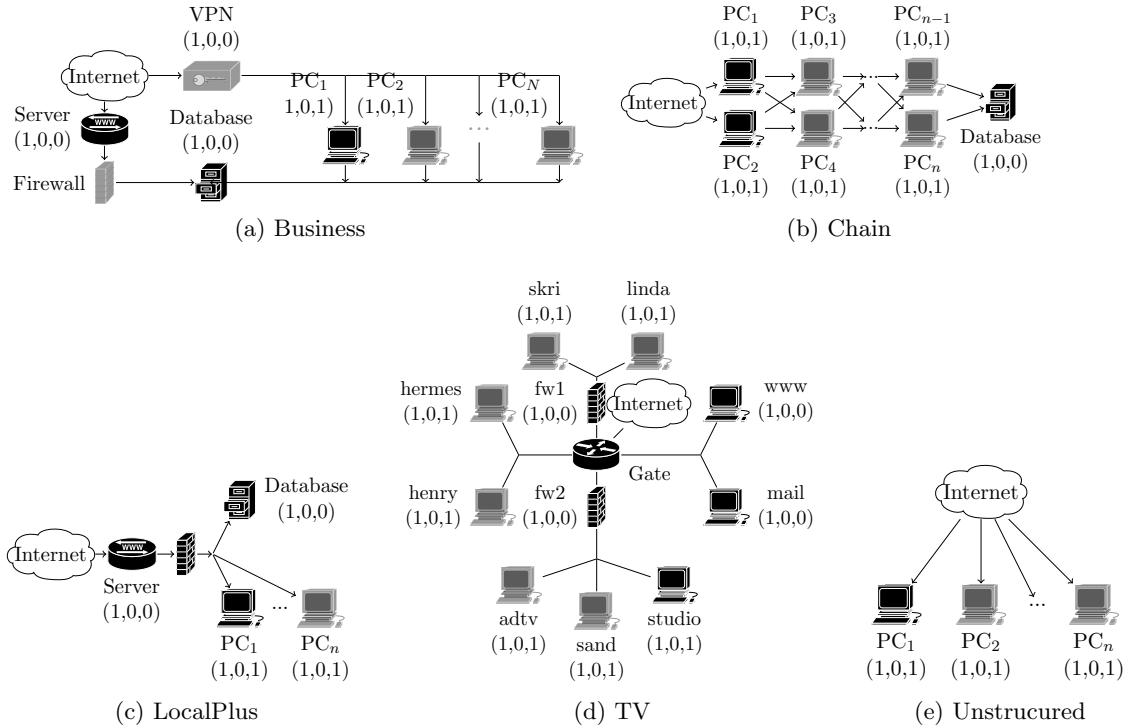 VPN
(1,0,0)
Internet
Server
(1,0,0)
www
Database
(1,0,0)
Firewall
PC1
1,0,1)
PC2
(1,0,1)
...
PCN
(1,0,1)
(a) Business
PC1
(1,0,1)
PC3
(1,0,1)
PCn−1
(1,0,1)
Internet
...
...
PC2
(1,0,1)
PC4
(1,0,1)
PCn
(1,0,1)
Database
(1,0,0)
(b) Chain
Internet
www
Server
(1,0,0)
Database
(1,0,0)
...
PC1
(1,0,1)
PCn
(1,0,1)
(c) LocalPlus
skri
(1,0,1)
linda
(1,0,1)
hermes
(1,0,1)
fw1
(1,0,0)
Internet
www
(1,0,0)
Gate
henry
(1,0,1)
fw2
(1,0,0)
mail
(1,0,0)
adtv
(1,0,1)
sand
(1,0,1)
studio
(1,0,1)
(d) TV
Internet
...
PC1
(1,0,1)
PC2
(1,0,1)
PCn
(1,0,1)
(e) Unstrucured